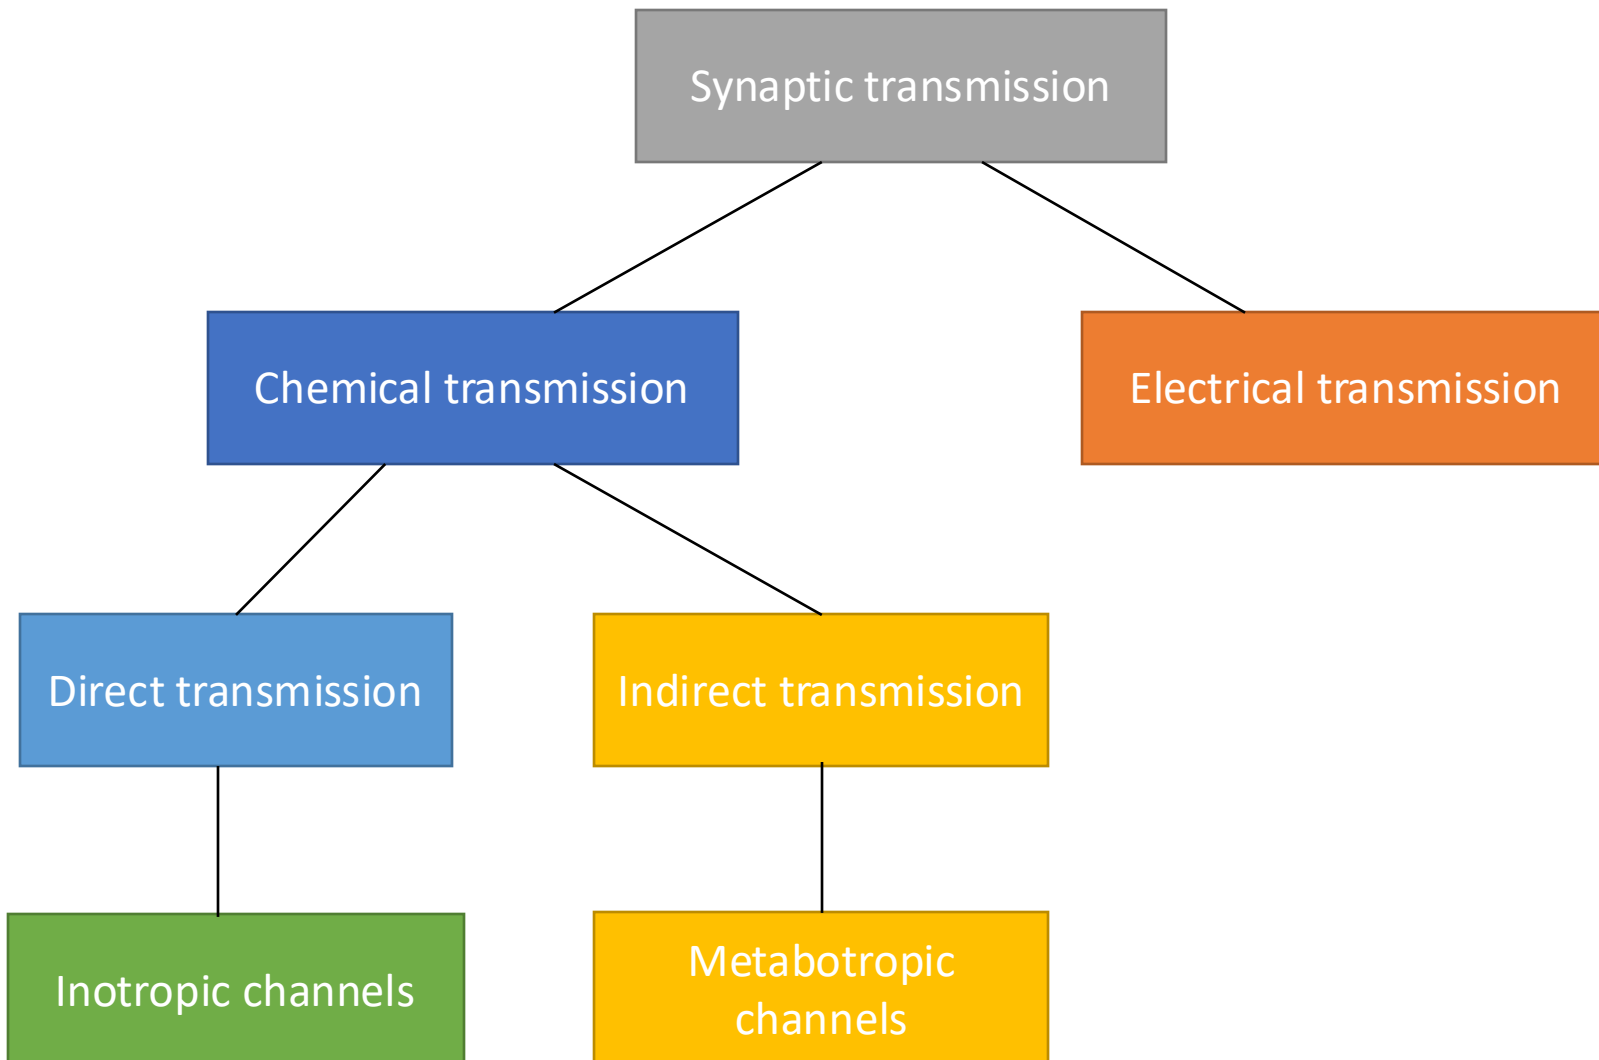 Synaptic transmission
Chemical transmission
Electrical transmission
Direct transmission
Indirect transmission
Inotropic channels
Metabotropic
channels